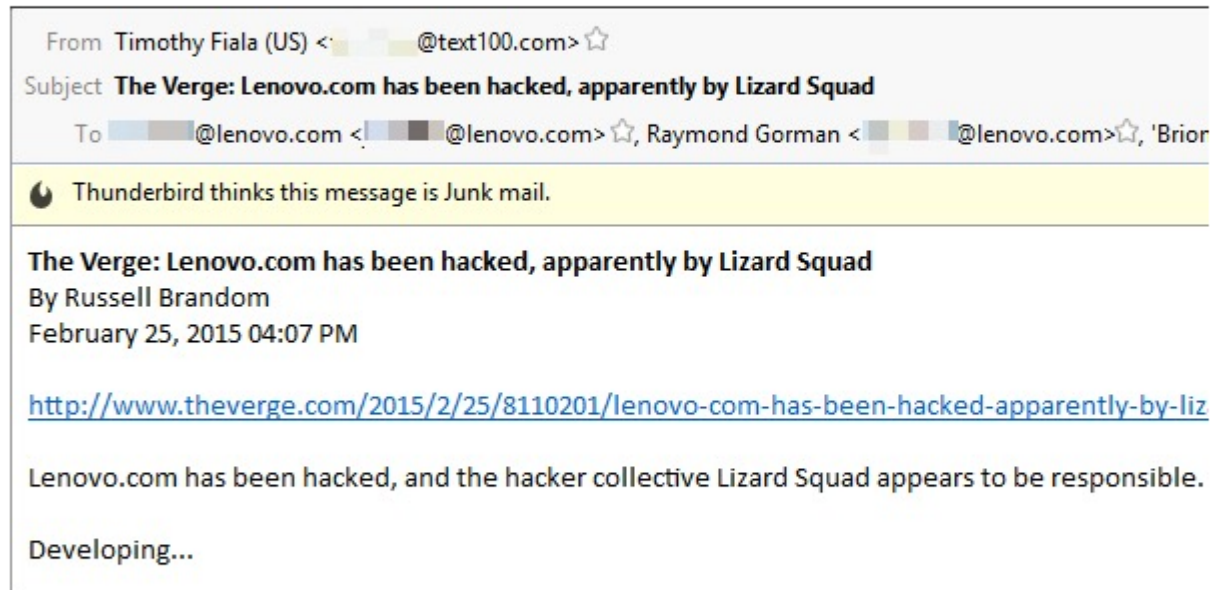 From Timothy Fiala (US) < @text100.com>
Subject The Verge: Lenovo.com has been hacked, apparently by Lizard Squad
To @lenovo.com < @lenovo.com>, Raymond Gorman < @lenovo.com>, 'Brion
Thunderbird thinks this message is Junk mail.
The Verge: Lenovo.com has been hacked, apparently by Lizard Squad
By Russell Brandom
February 25, 2015 04:07 PM
http://www.theverge.com/2015/2/25/8110201/lenovo-com-has-been-hacked-apparently-by-liz
Lenovo.com has been hacked, and the hacker collective Lizard Squad appears to be responsible.
Developing...